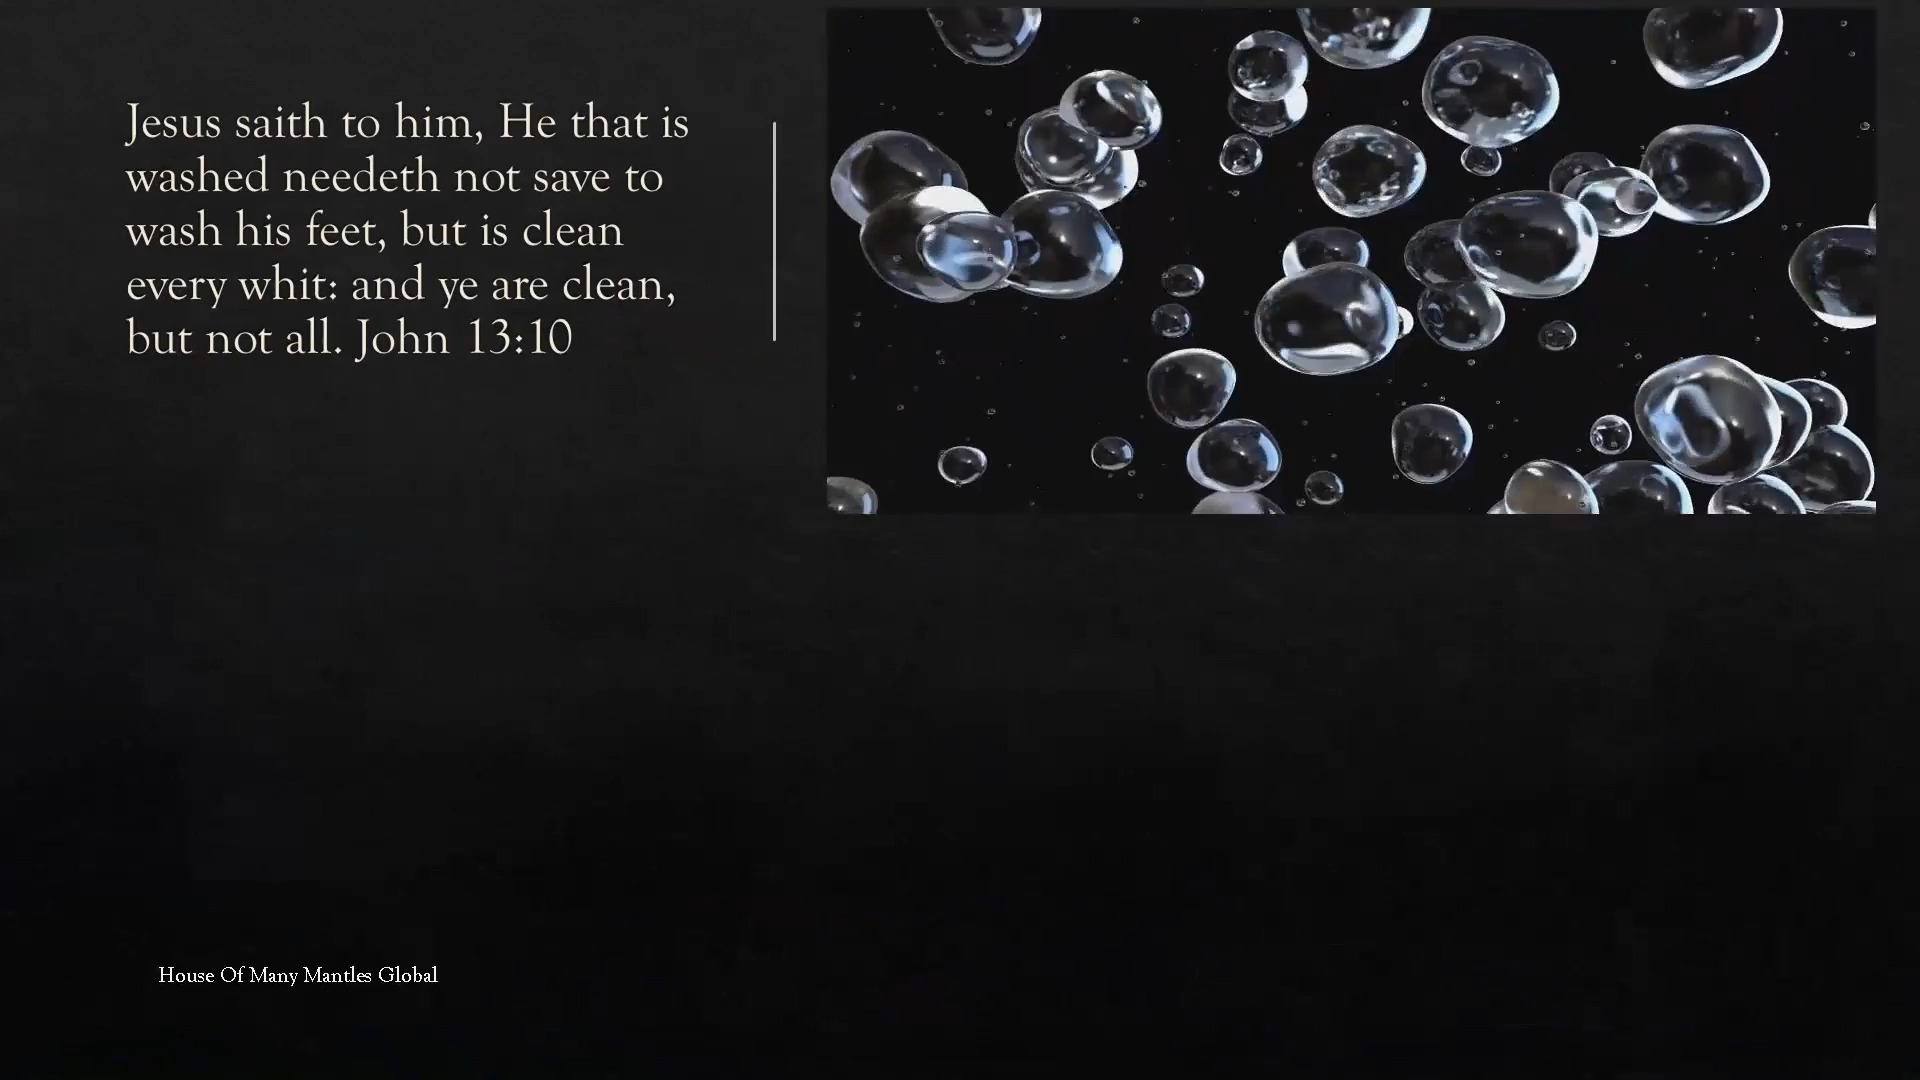 Jesus saith to him, He that is
washed needeth not save to
wash his feet, but is clean
every whit: and ye are clean,
but not all. John 13:10
House Of Many Mantles Global